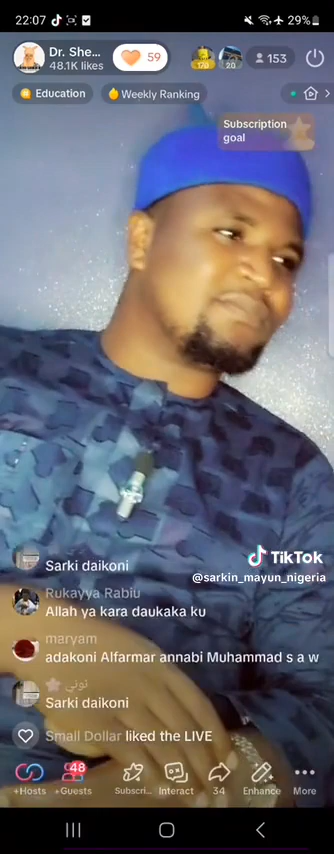 22:07
29%
Dr. She...
48.1K likes
59
170
20
153
Education
Weekly Ranking
Subscription
goal
TikTok
@sarkin_mayun_nigeria
Sarki daikoni
Rukayya Rabiu
Allah ya kara daukaka ku
maryam
adakoni Alfarmar annabi Muhammad s a w
نوني
Sarki daikoni
Small Dollar liked the LIVE
48
+Hosts
+Guests
Subscri...
Interact
34
Enhance
More